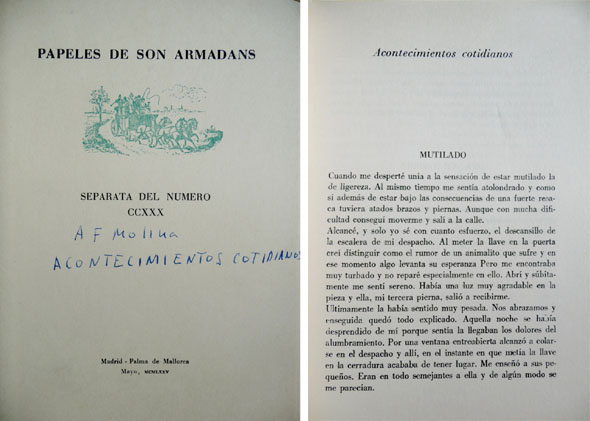 PAPELES DE SON ARMADANS
SEPARATA DEL NUMERO
CCXXX
A F Molina
ACONTECIMIENTOS COTIDIANOS
Madrid - Palma de Mallorca
Mayo, MCMLXXV
Acontecimientos cotidianos
MUTILADO
Cuando me desperté unía a la sensación de estar mutilado la
de ligereza. Al mismo tiempo me sentía atolondrado y como
si además de estar bajo las consecuencias de una fuerte resa-
ca tuviera atados brazos y piernas. Aunque con mucha difi-
cultad conseguí moverme y salí a la calle.
Alcancé, y solo yo sé con cuanto esfuerzo, el descansillo de
la escalera de mi despacho. Al meter la llave en la puerta
creí distinguir como el rumor de un animalito que sufre y en
ese momento algo levanta su esperanza Pero me encontraba
muy turbado y no reparé especialmente en ello. Abrí y súbita-
mente me sentí sereno. Había una luz muy agradable en la
pieza y ella, mi tercera pierna, salió a recibirme.
Ultimamente la había sentido muy pesada. Nos abrazamos y
enseguida quedó todo explicado. Aquella noche se había
desprendido de mí porque sentía la llegaban los dolores del
alumbramiento. Por una ventana entreabierta alcanzó a colar-
se en el despacho y allí, en el instante en que metía la llave
en la cerradura acababa de tener lugar. Me enseñó a sus pe-
queños. Eran en todo semejantes a ella y de algún modo se
me parecían.